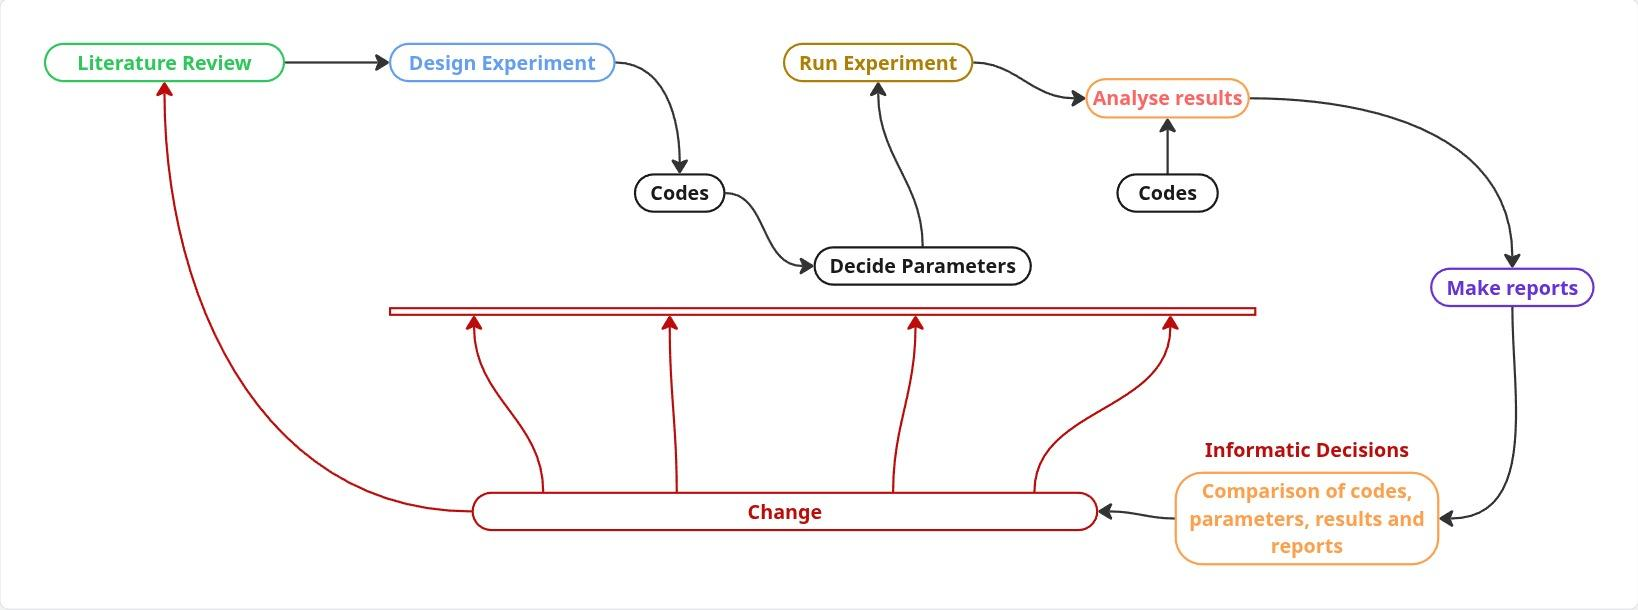 Literature Review
Design Experiment
Run Experiment
Analyse results
Codes
Codes
Decide Parameters
Make reports
Informatic Decisions
Comparison of codes,
parameters, results and
reports
Change